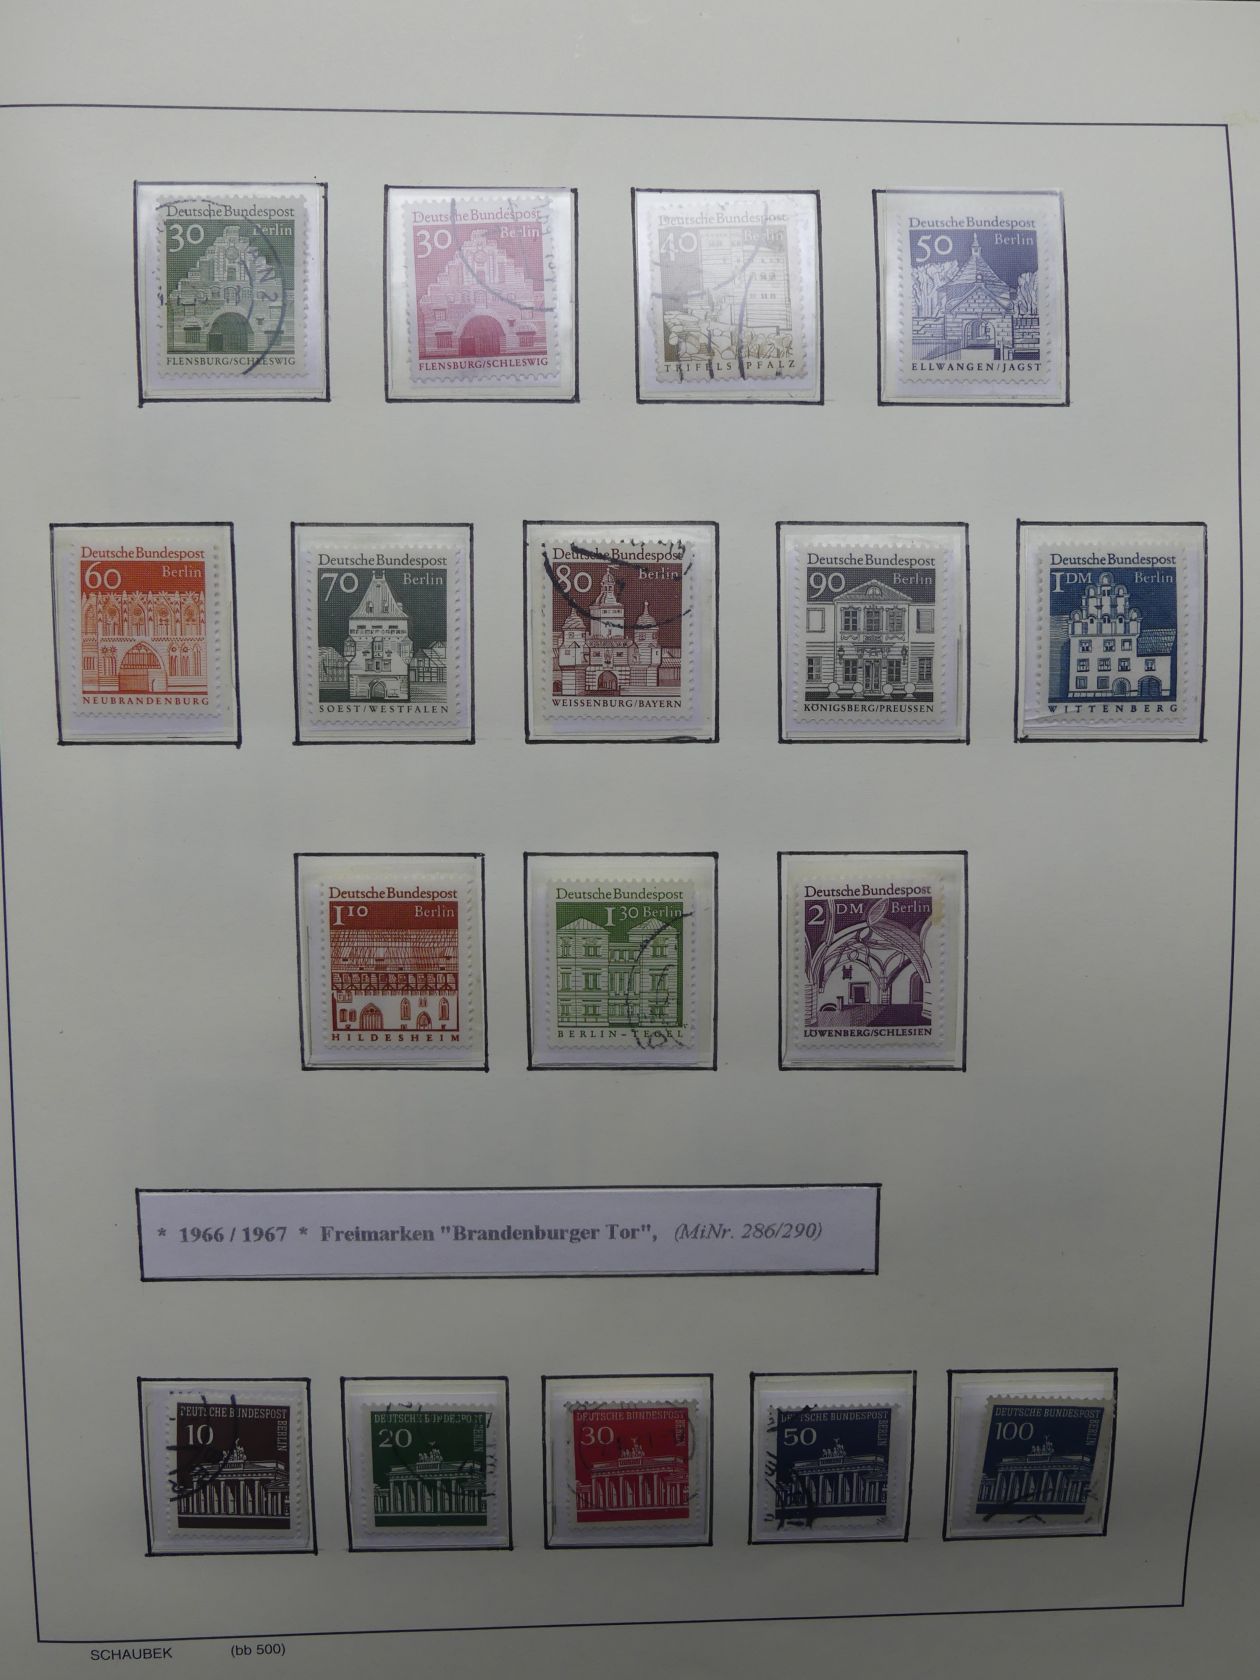 Deutsche Bundespost
30 Berlin
AN 2
FLENSBURG/SCHLESWIG
Deutsche Bundespost
30 Berlin
FLENSBURG/SCHLESWIG
Deutsche Bundespost
40 Berlin
TRIFELS/PFALZ
Deutsche Bundespost
50 Berlin
ELLWANGEN/JAGST
Deutsche Bundespost
60 Berlin
NEUBRANDENBURG
Deutsche Bundespost
70 Berlin
SOEST/WESTFALEN
Deutsche Bundespost
80 Berlin
WEISSENBURG/BAYERN
Deutsche Bundespost
90 Berlin
KÖNIGSBERG/PREUSSEN
Deutsche Bundespost
1 DM Berlin
WITTENBERG
Deutsche Bundespost
1 10 Berlin
HILDESHEIM
Deutsche Bundespost
1 30 Berlin
BERLIN-TEGEL
Deutsche Bundespost
2 DM Berlin
LÖWENBERG/SCHLESIEN
* 1966 / 1967 * Freimarken "Brandenburger Tor", (MiNr. 286/290)
DEUTSCHE BUNDESPOST
BERLIN
10
DEUTSCHE BUNDESPOST
BERLIN
20
DEUTSCHE BUNDESPOST
BERLIN
30
DEUTSCHE BUNDESPOST
BERLIN
50
DEUTSCHE BUNDESPOST
BERLIN
100
SCHAUBEK (bb 500)